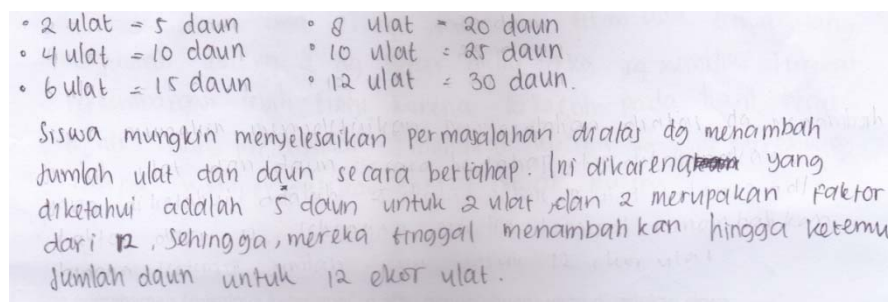 • 2 ulat = 5 daun • 8 ulat = 20 daun
• 4 ulat = 10 daun • 10 ulat = 25 daun
• 6 ulat = 15 daun • 12 ulat = 30 daun.
Siswa mungkin menyelesaikan permasalahan diatas dg menambah
jumlah ulat dan daun secara bertahap. Ini dikarena yang
diketahui adalah 5 daun untuk 2 ulat, dan 2 merupakan faktor
dari 12. Sehingga, mereka tinggal menambahkan hingga ketemu
jumlah daun untuk 12 ekor ulat.